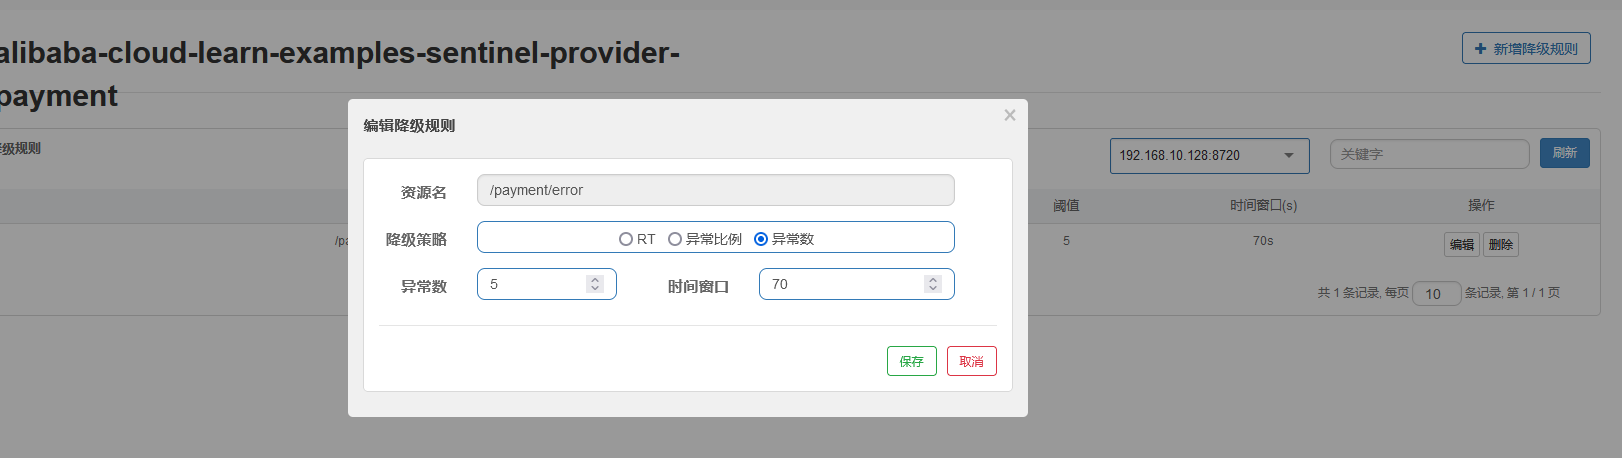 alibaba-cloud-learn-examples-sentinel-provider-
payment
+ 新增降级规则
编辑降级规则
×
级规则
192.168.10.128:8720
关键字
刷新
资源名 /payment/error
阈值 时间窗口(s) 操作
降级策略 RT 异常比例 异常数
/pa 5 70s 编辑 删除
异常数 5 时间窗口 70
共 1 条记录, 每页 10 条记录, 第 1 / 1 页
保存 取消